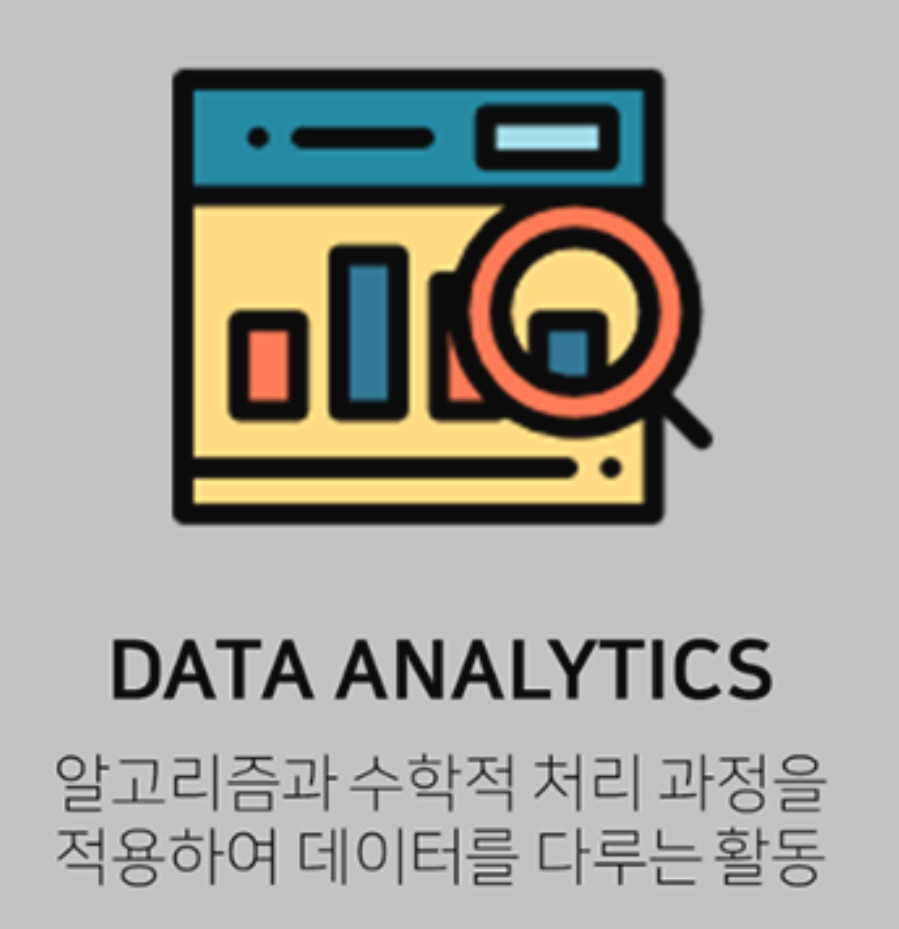 DATA ANALYTICS
알고리즘과 수학적 처리 과정을
적용하여 데이터를 다루는 활동